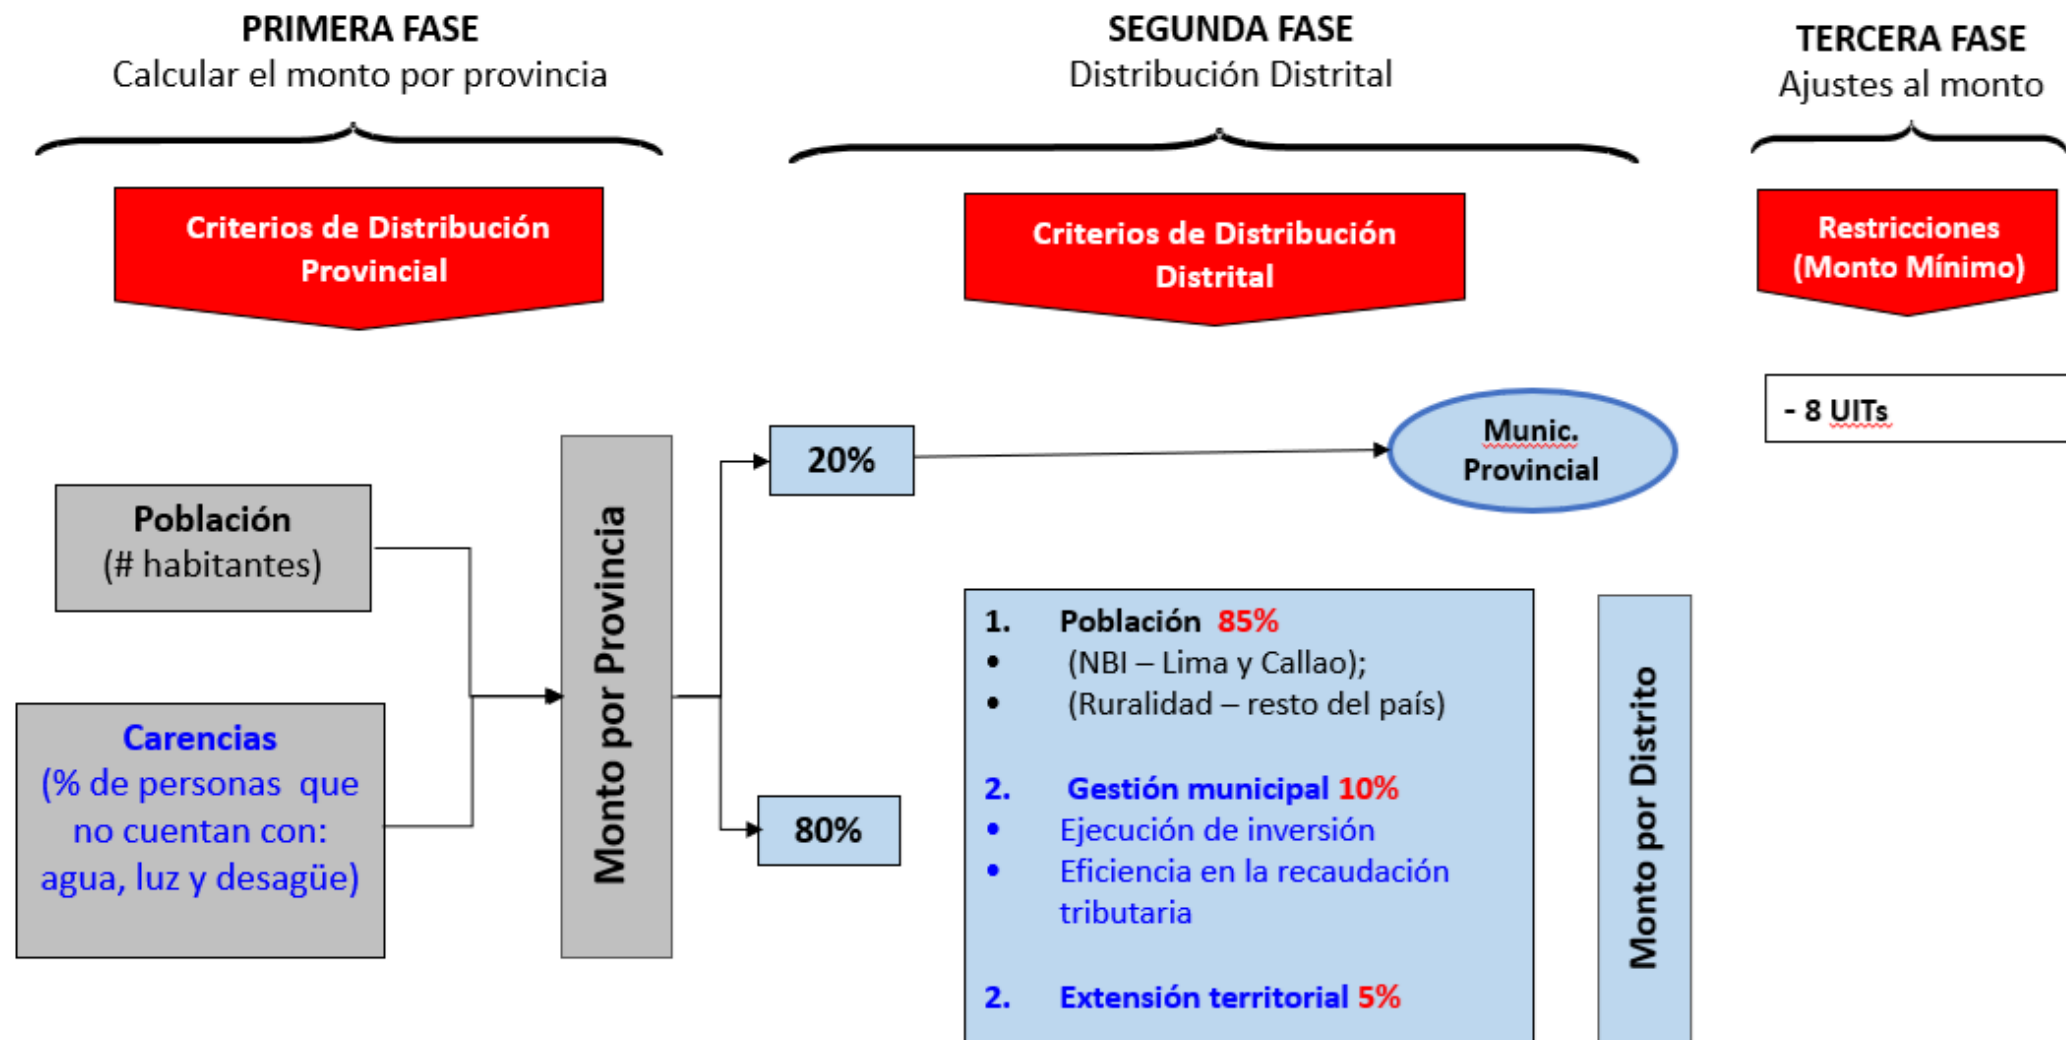 PRIMERA FASE
Calcular el monto por provincia
Criterios de Distribución
Provincial
Población
(# habitantes)
Carencias
(% de personas que
no cuentan con:
agua, luz y desagüe)
Monto por Provincia
SEGUNDA FASE
Distribución Distrital
Criterios de Distribución
Distrital
20%
Munic.
Provincial
80%
1. Población 85%
• (NBI – Lima y Callao);
• (Ruralidad – resto del país)
2. Gestión municipal 10%
• Ejecución de inversión
• Eficiencia en la recaudación
tributaria
2. Extensión territorial 5%
Monto por Distrito
TERCERA FASE
Ajustes al monto
Restricciones
(Monto Mínimo)
- 8 UITs